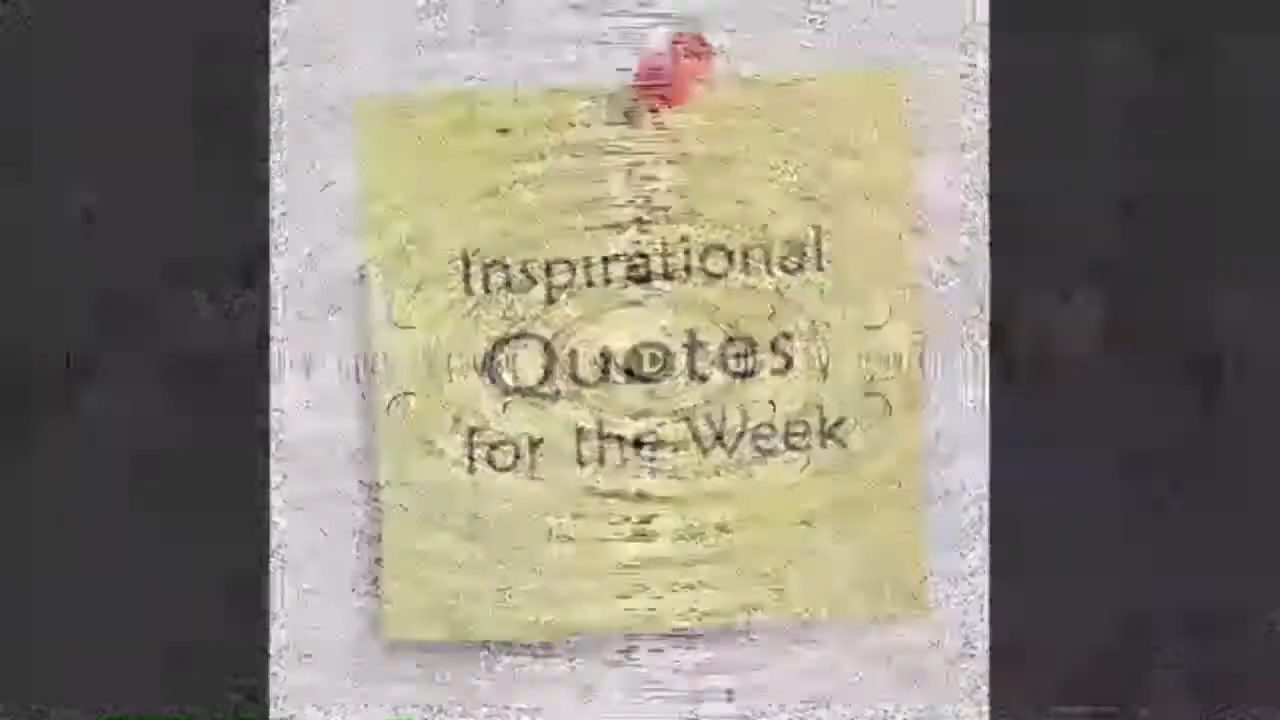 Inspirational
Quotes
for the Week